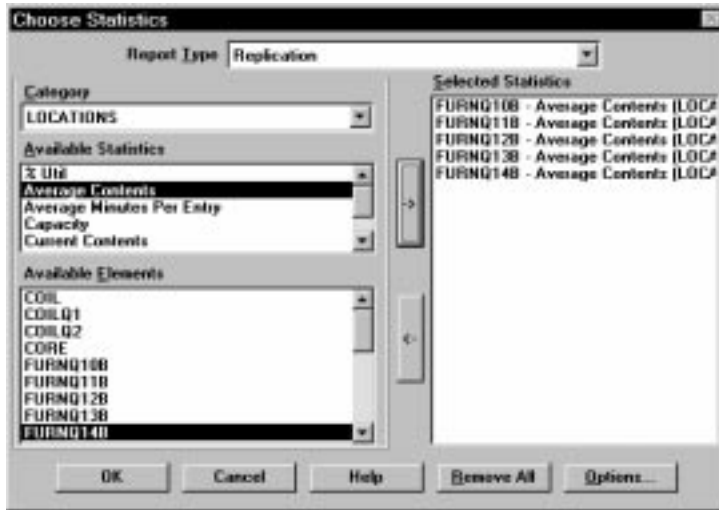 Choose Statistics
Report Type Replication
Category
LOCATIONS
Available Statistics
% Util
Average Contents
Average Minutes Per Entry
Capacity
Current Contents
Available Elements
COIL
COILQ1
COILQ2
CORE
FURNQ10B
FURNQ11B
FURNQ12B
FURNQ13B
FURNQ14B
->
<-
Selected Statistics
FURNQ10B - Average Contents (LOCA
FURNQ11B - Average Contents (LOCA
FURNQ12B - Average Contents (LOCA
FURNQ13B - Average Contents (LOCA
FURNQ14B - Average Contents (LOCA
OK
Cancel
Help
Remove All
Options...